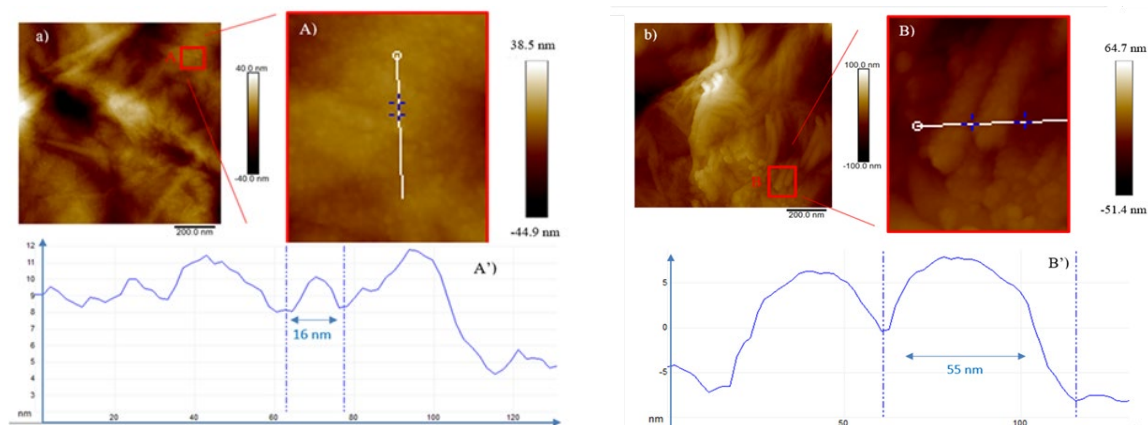 a)
A
40.0 nm
-40.0 nm
200.0 nm
A)
38.5 nm
-44.9 nm
A')
12
11
10
9
8
7
6
5
4
3
nm
20
40
60
80
100
120
16 nm
b)
B
100.0 nm
-100.0 nm
200.0 nm
B)
64.7 nm
-51.4 nm
B')
5
0
-5
nm
50
100
55 nm